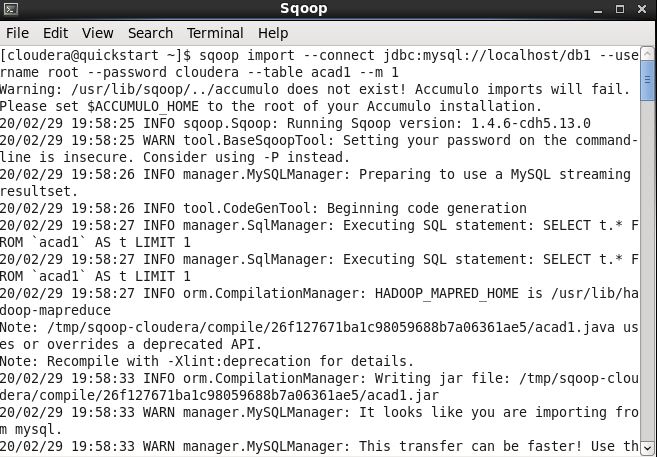 Sqoop
File Edit View Search Terminal Help
[cloudera@quickstart ~]$ sqoop import --connect jdbc:mysql://localhost/db1 --use
rname root --password cloudera --table acad1 --m 1
Warning: /usr/lib/sqoop/../accumulo does not exist! Accumulo imports will fail.
Please set $ACCUMULO_HOME to the root of your Accumulo installation.
20/02/29 19:58:25 INFO sqoop.Sqoop: Running Sqoop version: 1.4.6-cdh5.13.0
20/02/29 19:58:25 WARN tool.BaseSqoopTool: Setting your password on the command-
line is insecure. Consider using -P instead.
20/02/29 19:58:26 INFO manager.MySQLManager: Preparing to use a MySQL streaming
resultset.
20/02/29 19:58:26 INFO tool.CodeGenTool: Beginning code generation
20/02/29 19:58:27 INFO manager.SqlManager: Executing SQL statement: SELECT t.* F
ROM `acad1` AS t LIMIT 1
20/02/29 19:58:27 INFO manager.SqlManager: Executing SQL statement: SELECT t.* F
ROM `acad1` AS t LIMIT 1
20/02/29 19:58:27 INFO orm.CompilationManager: HADOOP_MAPRED_HOME is /usr/lib/ha
doop-mapreduce
Note: /tmp/sqoop-cloudera/compile/26f127671ba1c98059688b7a06361ae5/acad1.java us
es or overrides a deprecated API.
Note: Recompile with -Xlint:deprecation for details.
20/02/29 19:58:33 INFO orm.CompilationManager: Writing jar file: /tmp/sqoop-clou
dera/compile/26f127671ba1c98059688b7a06361ae5/acad1.jar
20/02/29 19:58:33 WARN manager.MySQLManager: It looks like you are importing fro
m mysql.
20/02/29 19:58:33 WARN manager.MySQLManager: This transfer can be faster! Use th